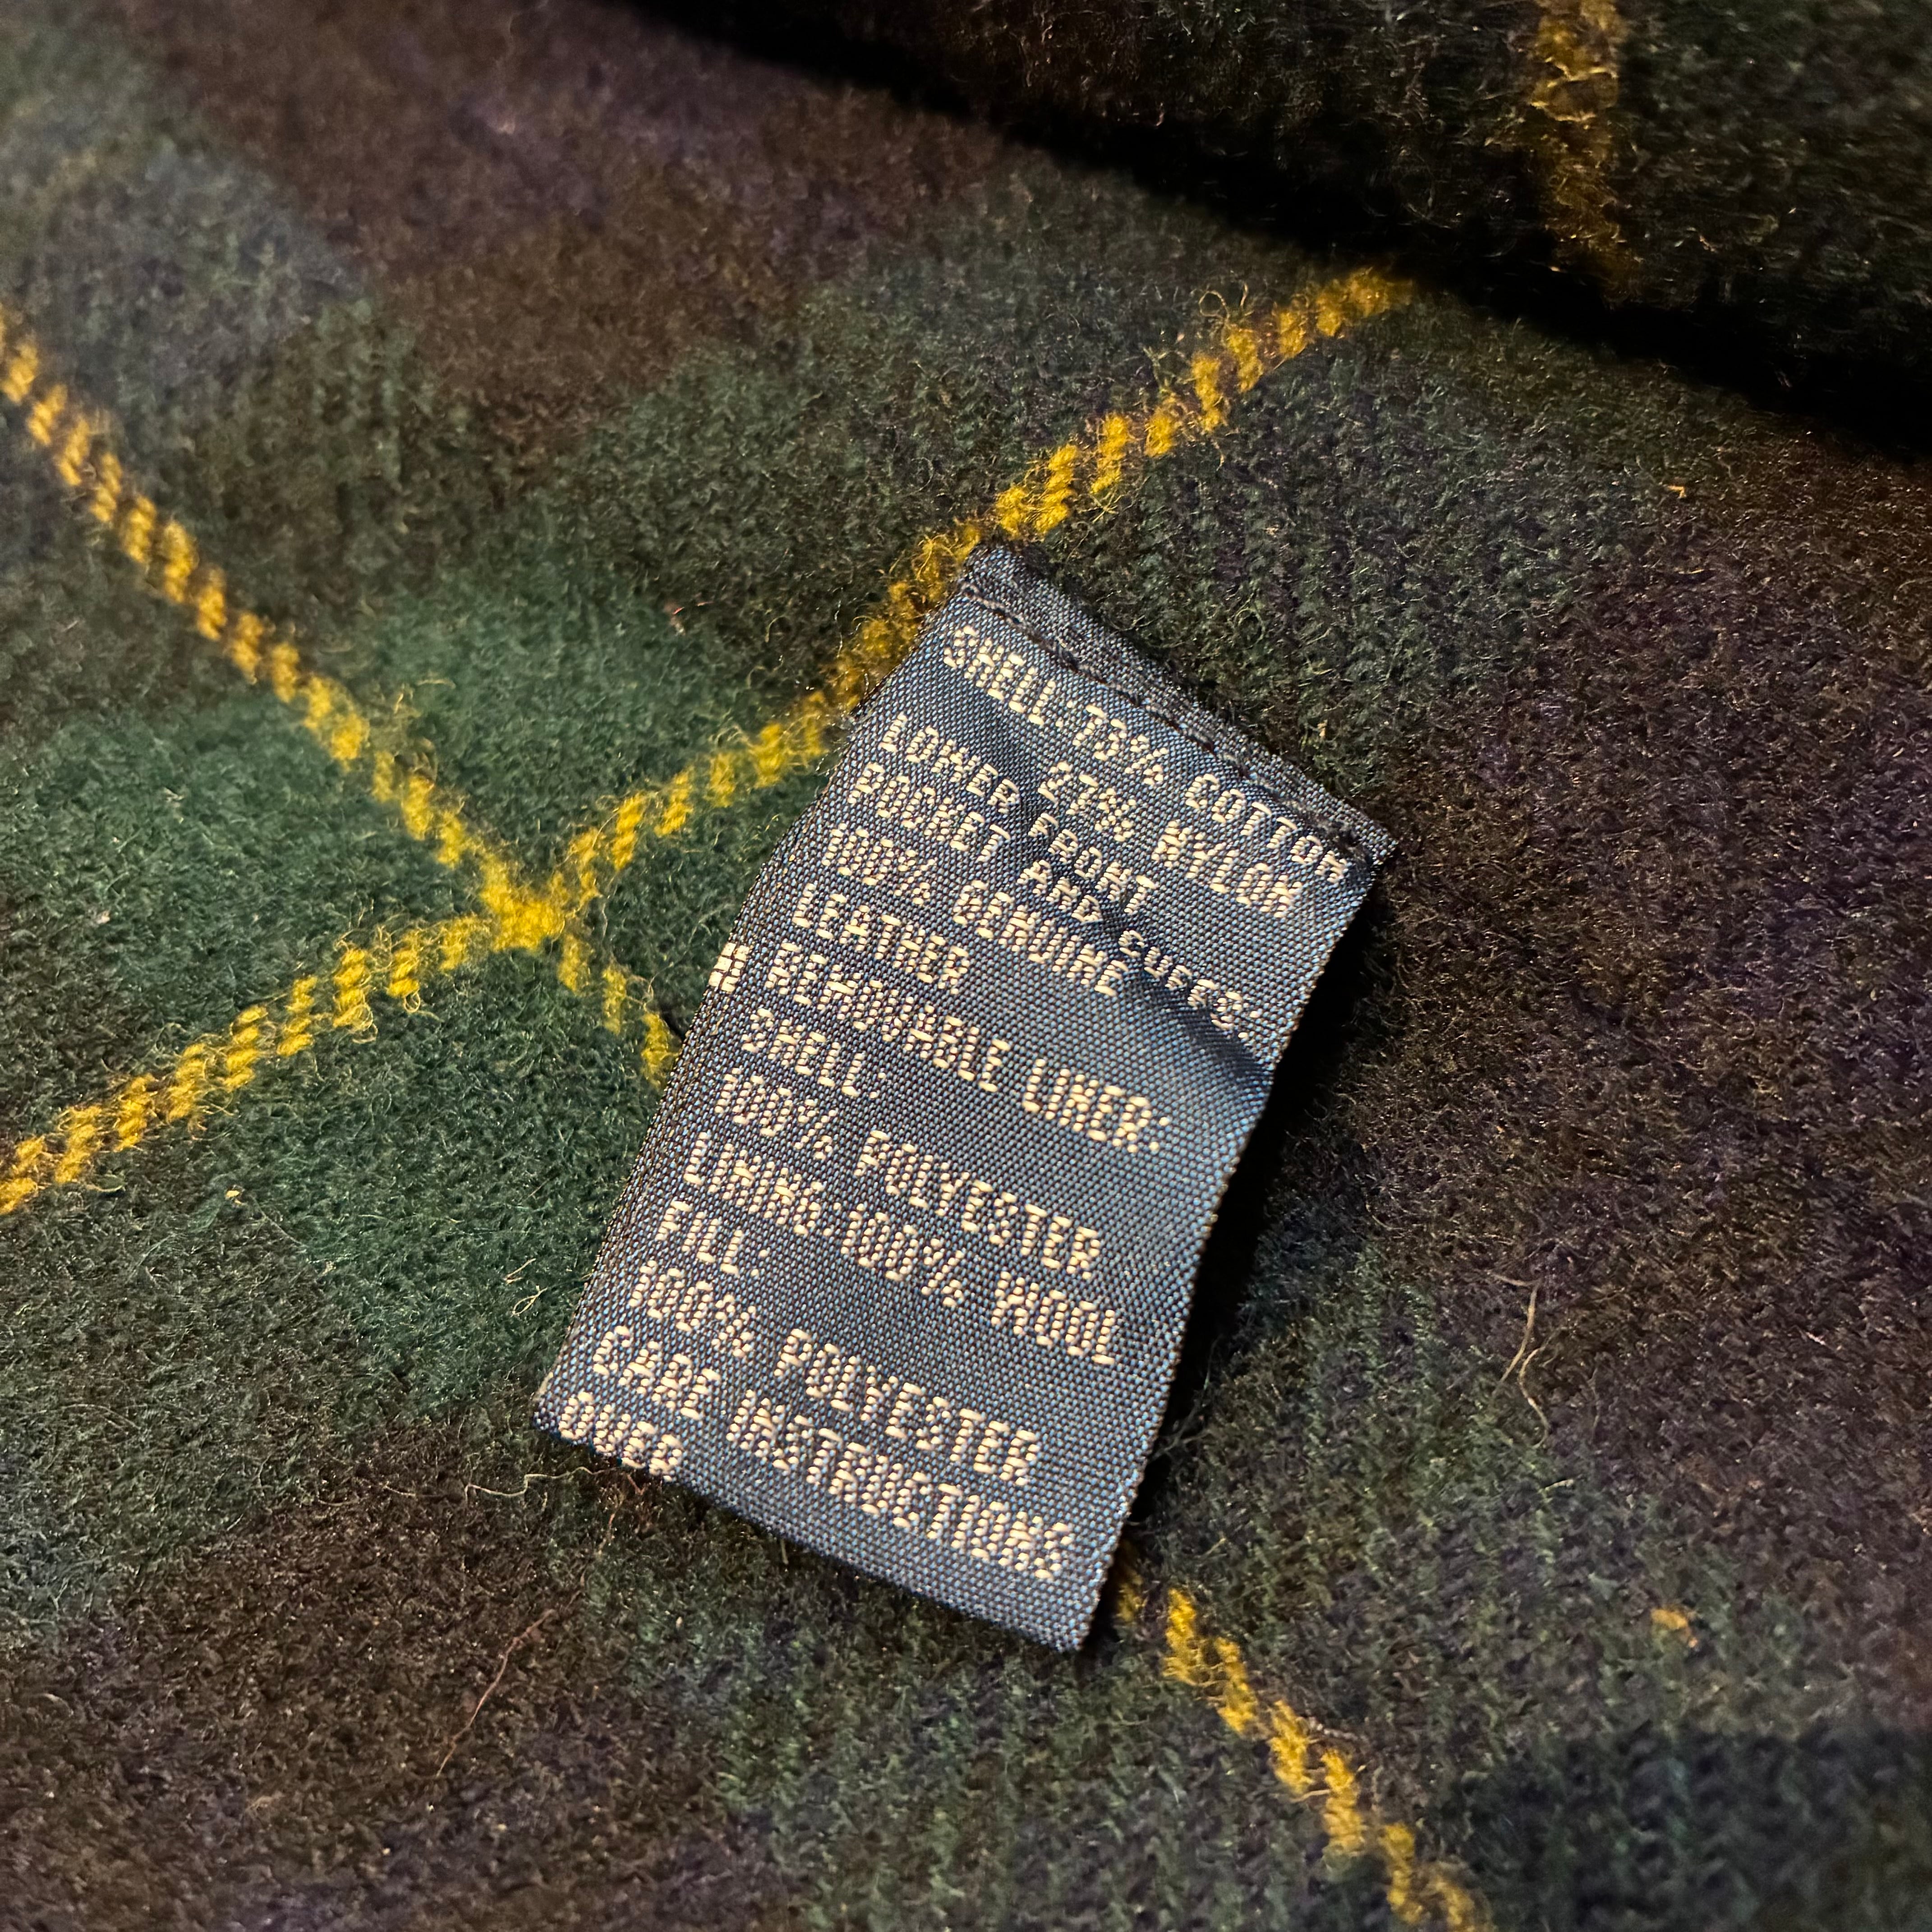 SHELL:73% COTTON
27% NYLON
LOWER FRONT
POCKET AND CUFFS:
100% GENUINE
LEATHER
REMOVABLE LINER:
SHELL:
100% POLYESTER
LINING:100% WOOL
FILL:
100% POLYESTER
CARE INSTRUCTIONS
OVER